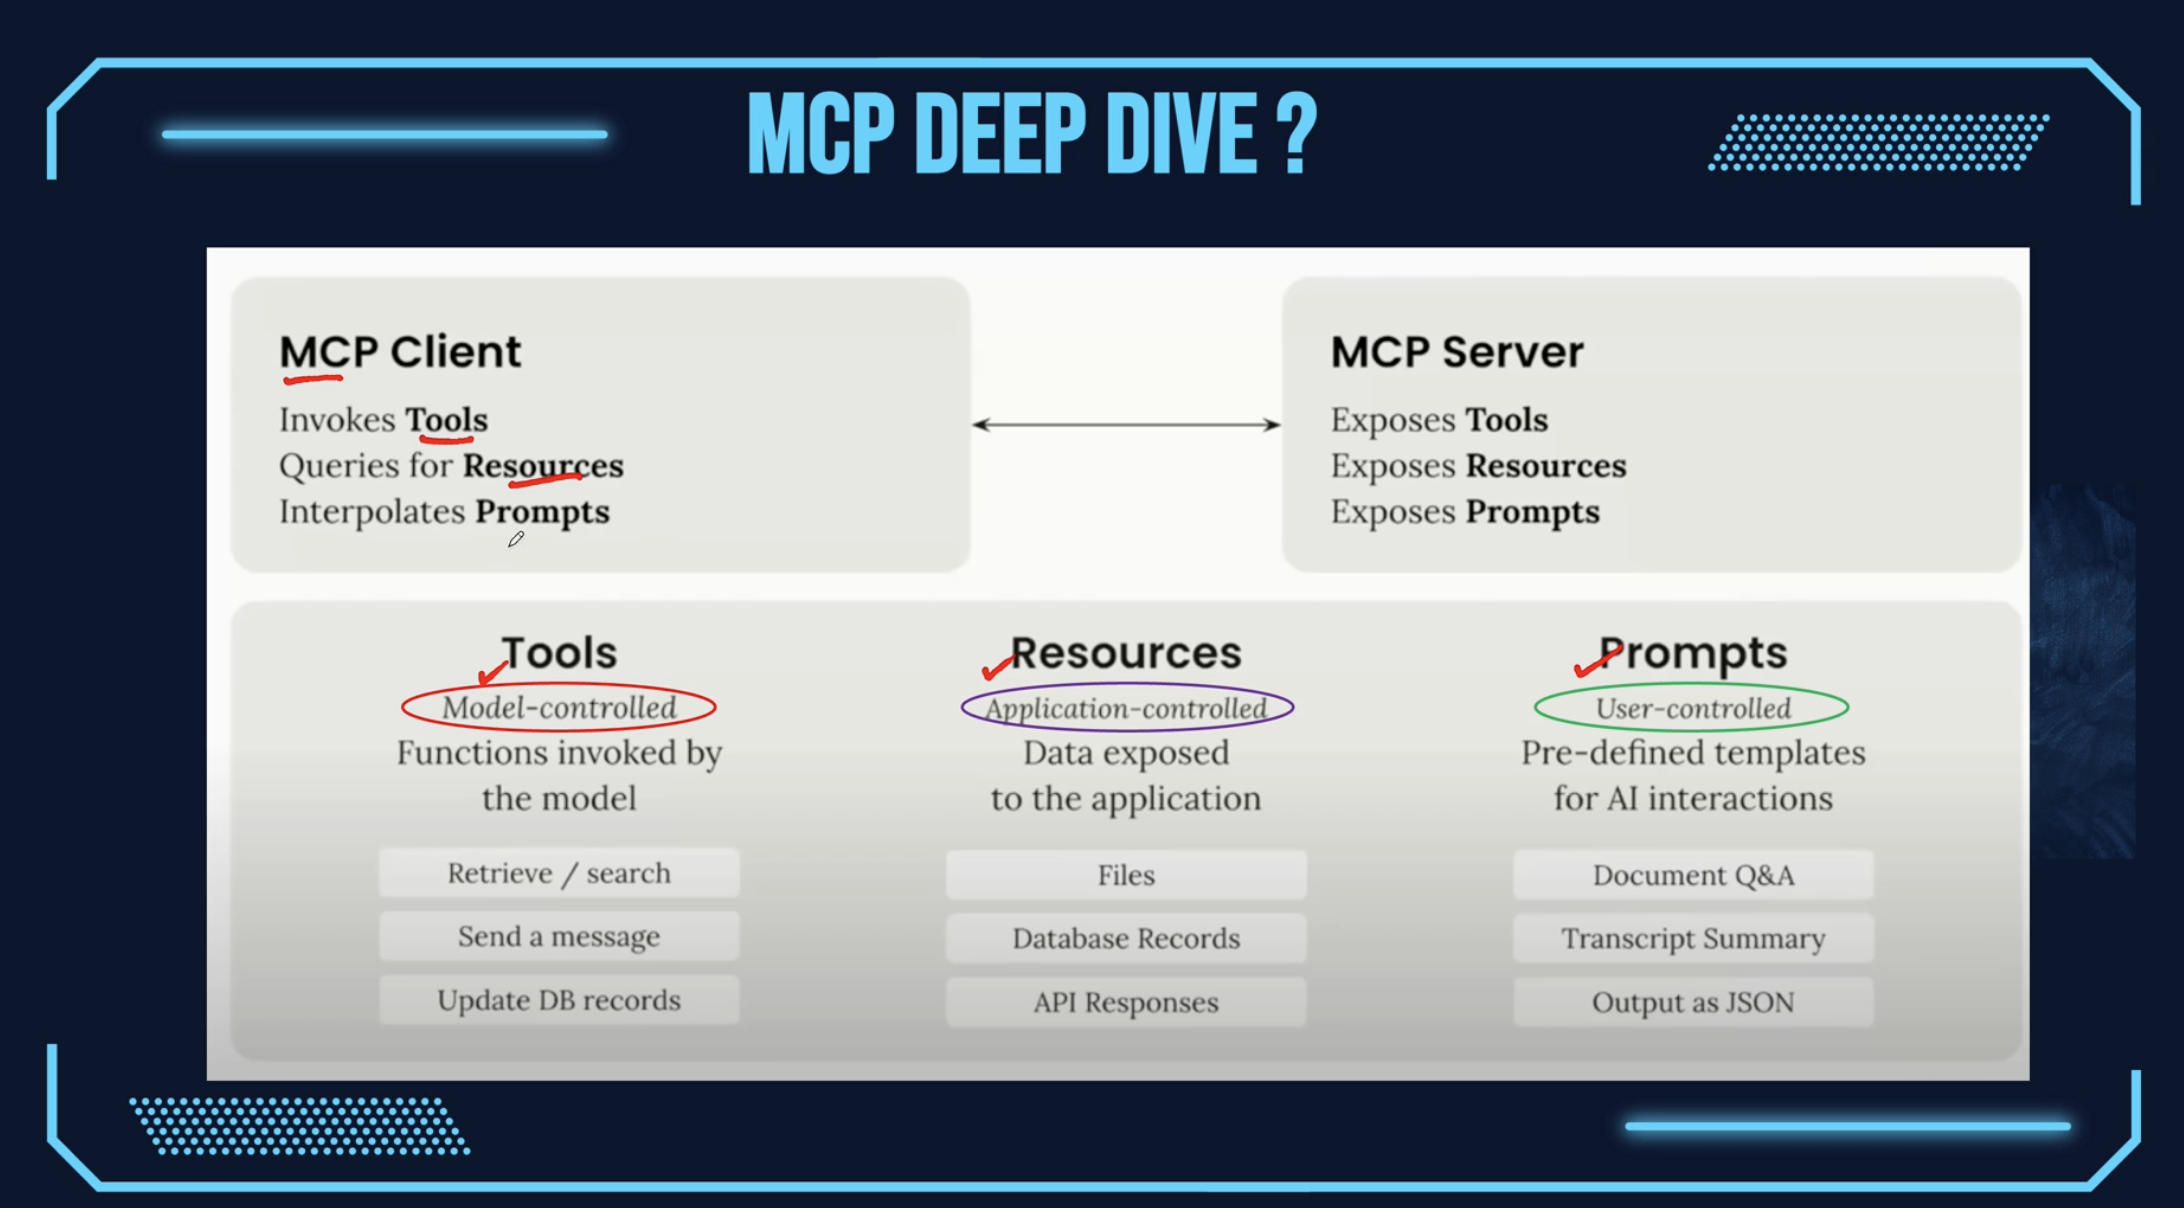 MCP DEEP DIVE ?
MCP Client
Invokes Tools
Queries for Resources
Interpolates Prompts
MCP Server
Exposes Tools
Exposes Resources
Exposes Prompts
Tools
Model-controlled
Functions invoked by
the model
Retrieve / search
Send a message
Update DB records
Resources
Application-controlled
Data exposed
to the application
Files
Database Records
API Responses
Prompts
User-controlled
Pre-defined templates
for AI interactions
Document Q&A
Transcript Summary
Output as JSON